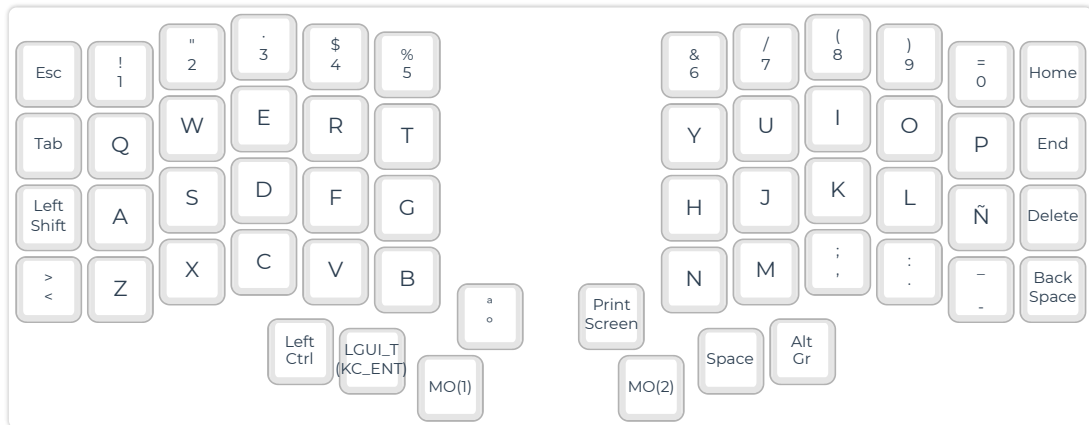 Esc ! " · $ % & / ( ) = Home
1 2 3 4 5 6 7 8 9 0
Tab Q W E R T Y U I O P End
Left
Shift A S D F G H J K L Ñ Delete
> Z X C V B N M ; : _ Back
< , . - Space
ª Print
º Screen
Left
Ctrl LGUI_T
(KC_ENT) MO(1) MO(2) Space Alt
Gr